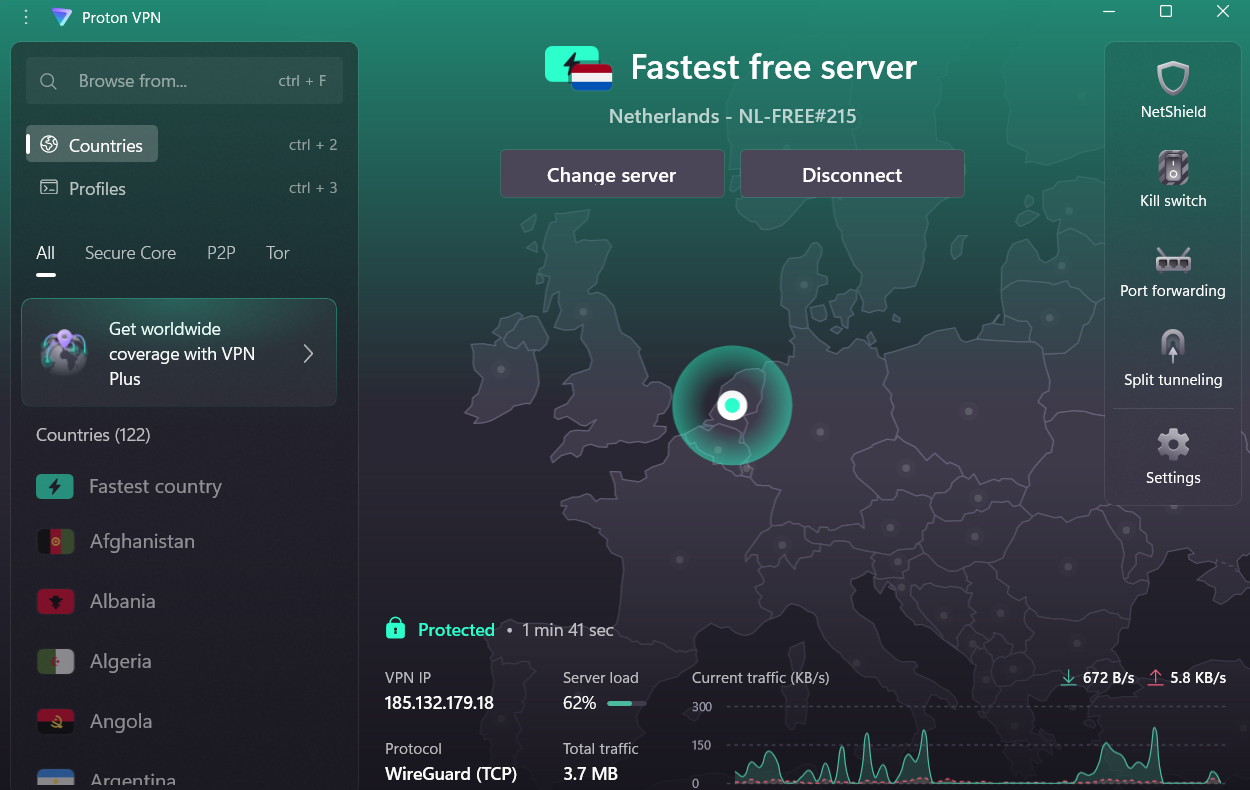 Proton VPN
Browse from...
ctrl + F
Countries
ctrl + 2
Profiles
ctrl + 3
All
Secure Core
P2P
Tor
Get worldwide
coverage with VPN
Plus
Countries (122)
Fastest country
Afghanistan
Albania
Algeria
Angola
Argentina
Fastest free server
Netherlands - NL-FREE#215
Change server
Disconnect
Protected • 1 min 41 sec
VPN IP
185.132.179.18
Server load
62%
Protocol
WireGuard (TCP)
Total traffic
3.7 MB
Current traffic (KB/s)
672 B/s
5.8 KB/s
300
150
0
NetShield
Kill switch
Port forwarding
Split tunneling
Settings